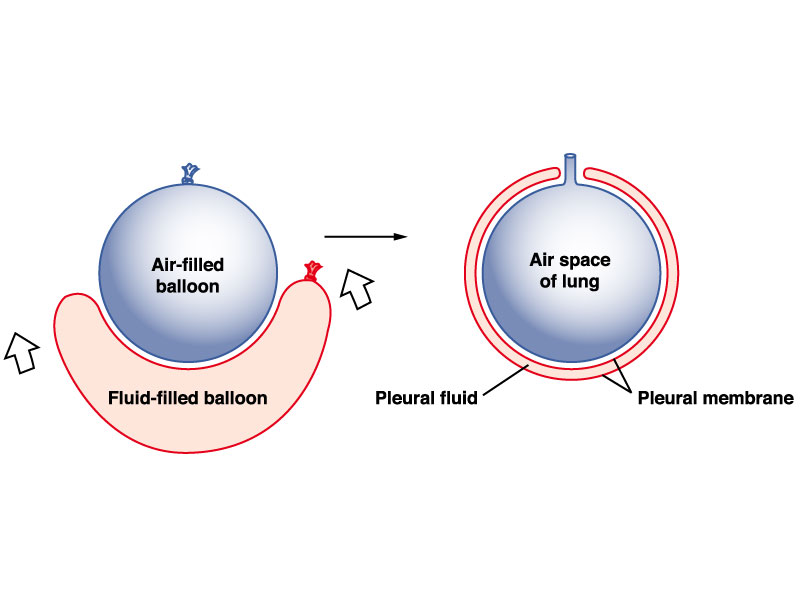 Air-filled
balloon
Fluid-filled balloon
Air space
of lung
Pleural fluid
Pleural membrane